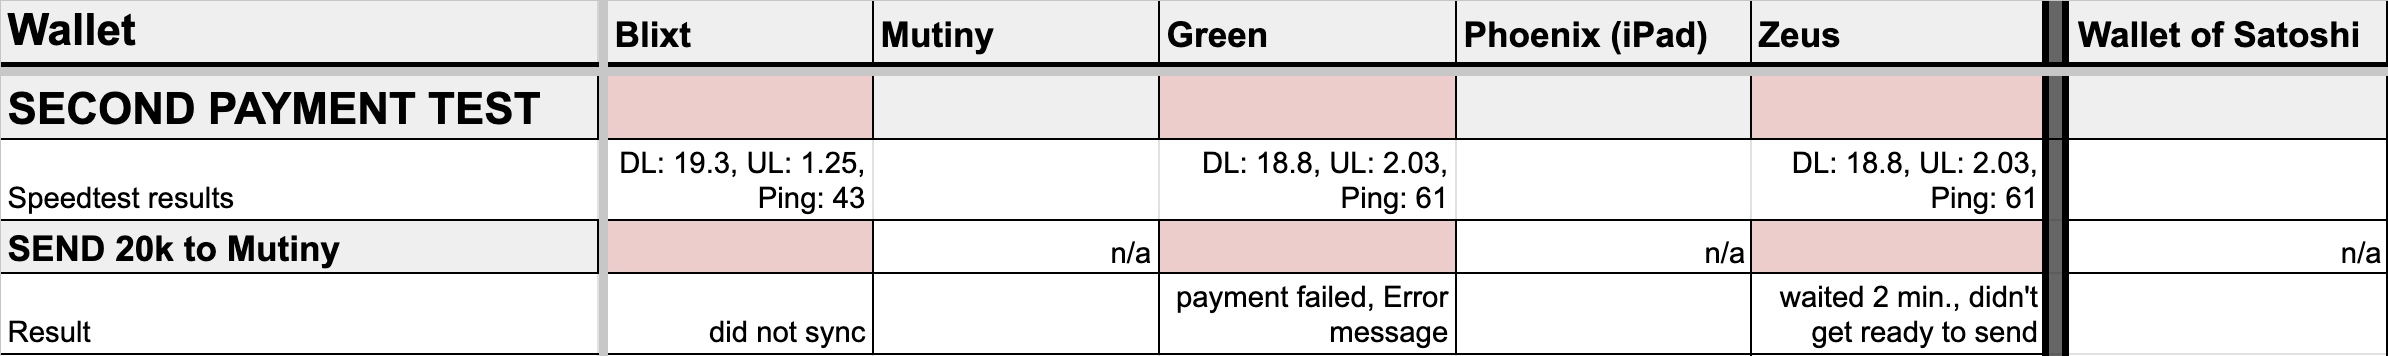 Wallet Blixt Mutiny Green Phoenix (iPad) Zeus Wallet of Satoshi
SECOND PAYMENT TEST
DL: 19.3, UL: 1.25, DL: 18.8, UL: 2.03, DL: 18.8, UL: 2.03,
Speedtest results Ping: 43 Ping: 61 Ping: 61
SEND 20k to Mutiny n/a n/a n/a
payment failed, Error waited 2 min., didn't
Result did not sync message get ready to send